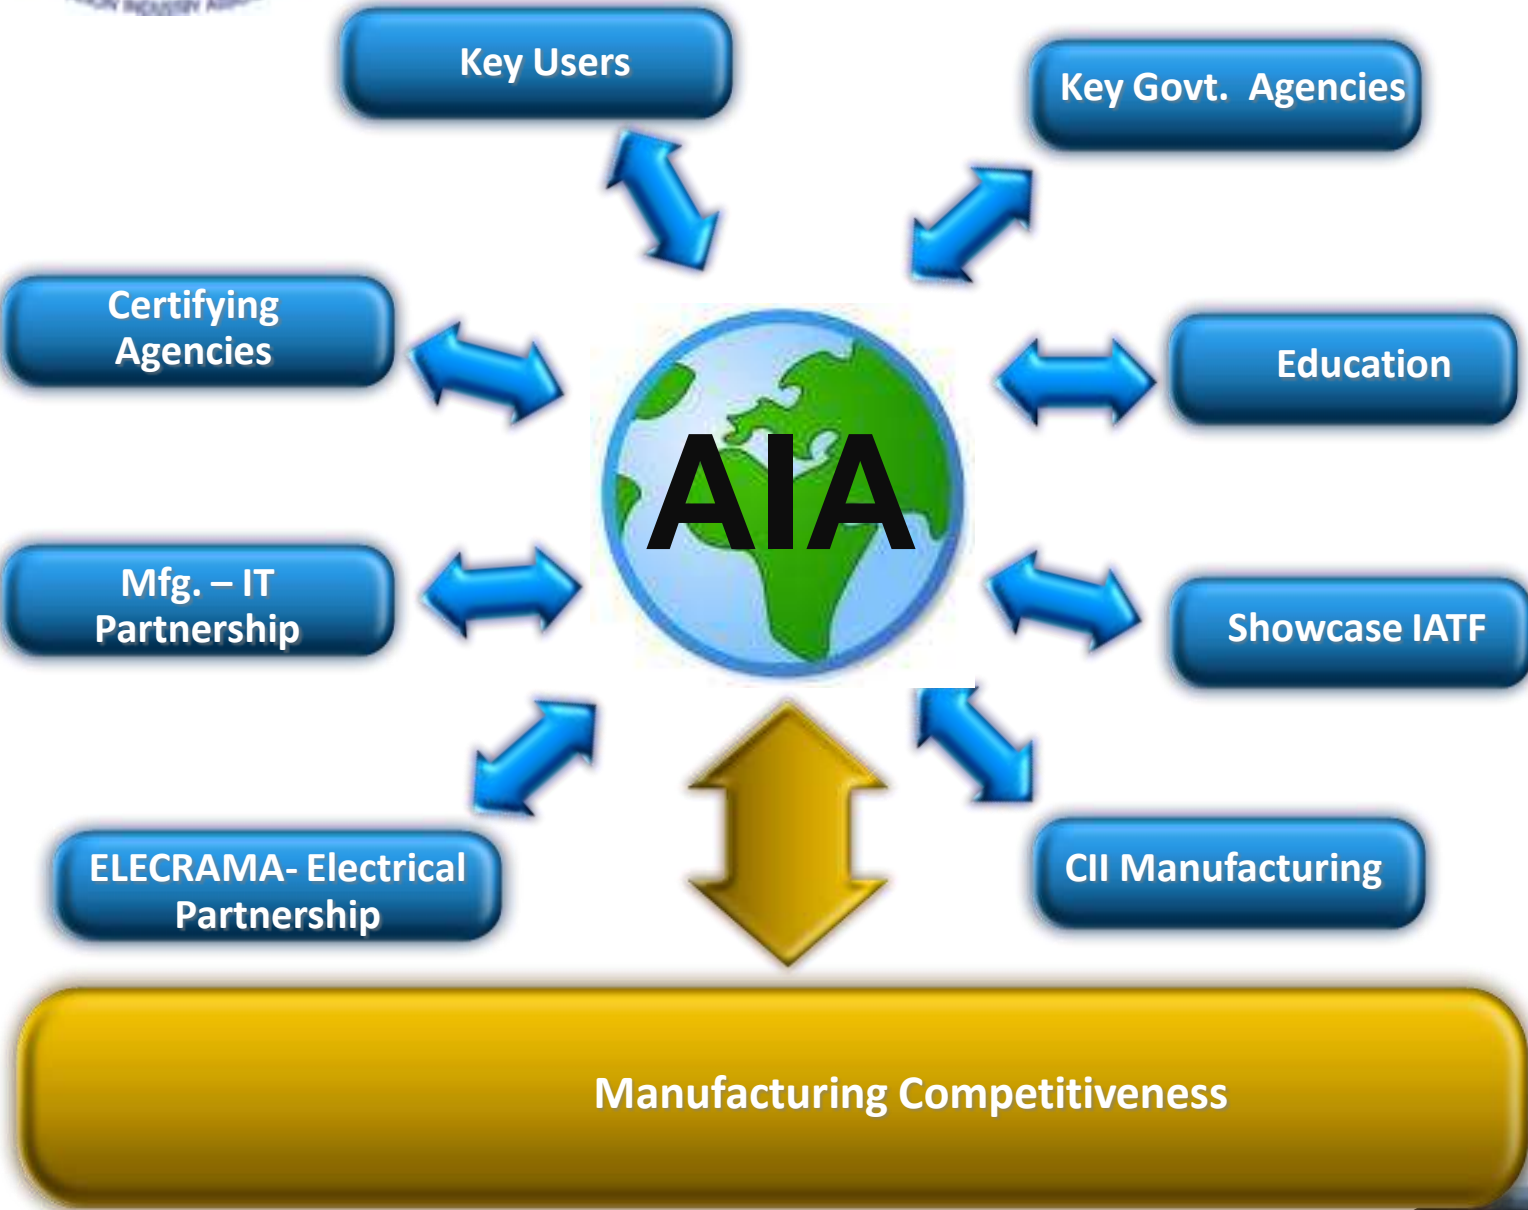 INDUSTRY
Key Users
Key Govt. Agencies
Certifying
Agencies
Education
AIA
Mfg. – IT
Partnership
Showcase IATF
ELECRAMA- Electrical
Partnership
CII Manufacturing
Manufacturing Competitiveness